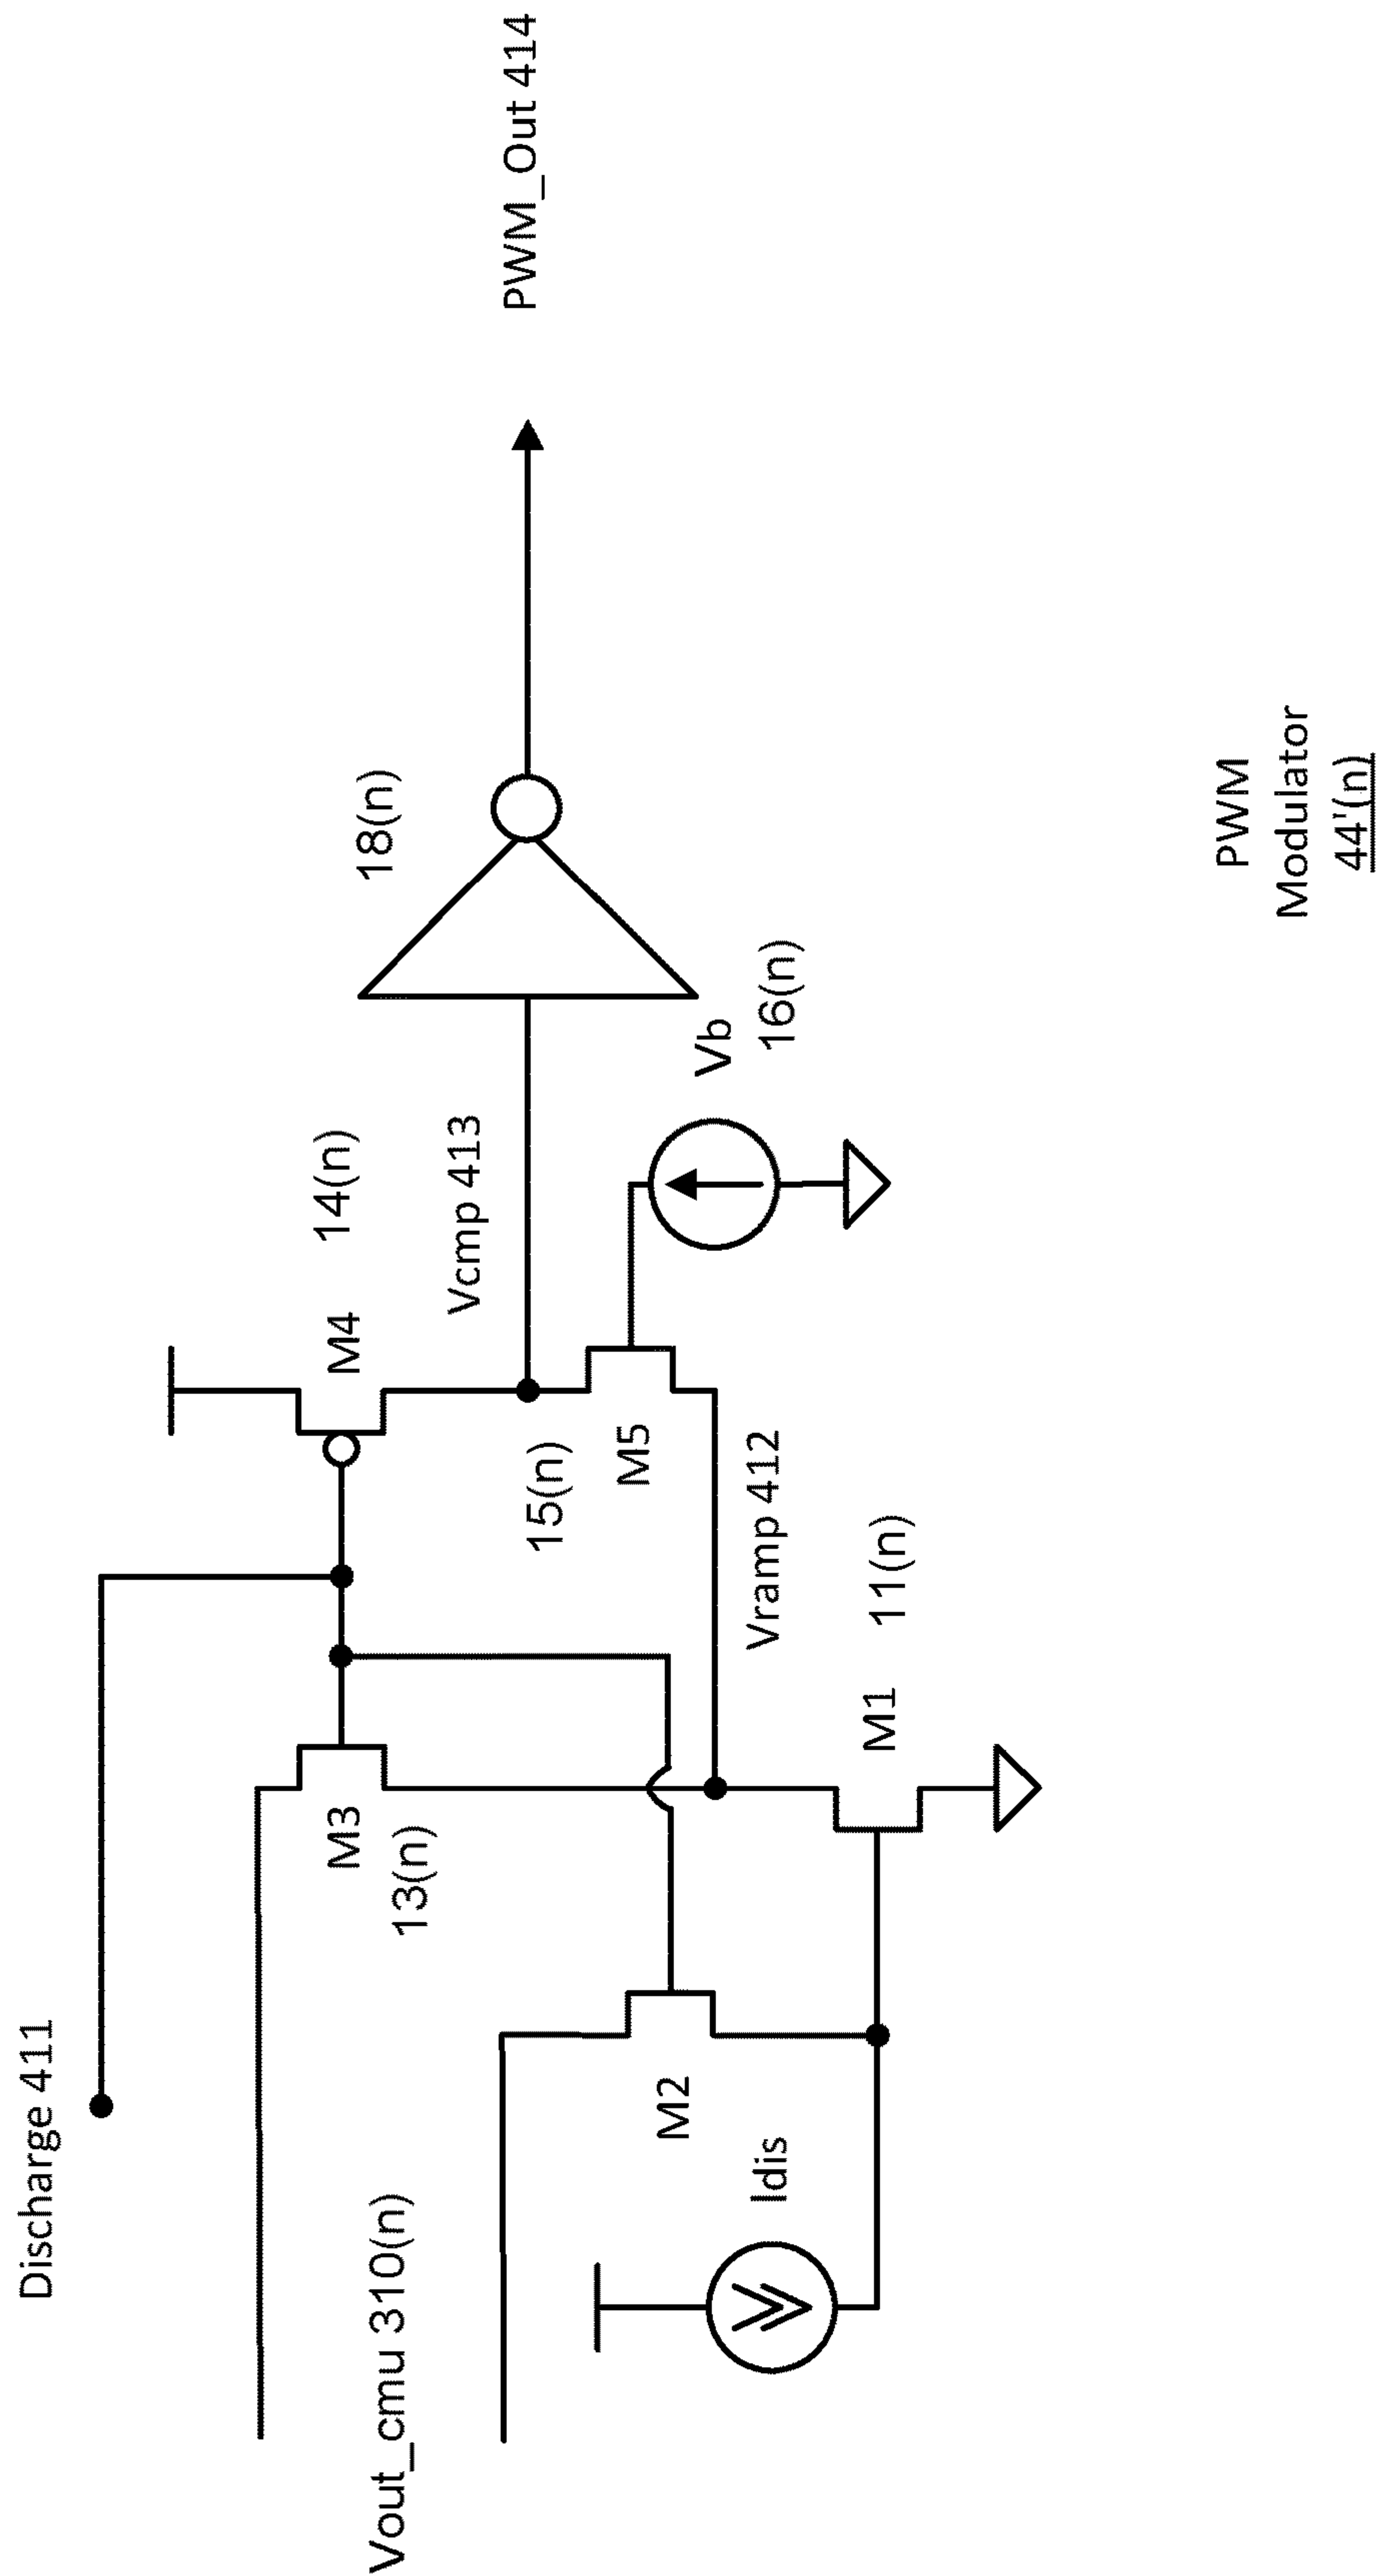 Discharge 411
Vout_cmu 310(n)
M3
13(n)
M2
Idis
M4
14(n)
Vcmp 413
15(n)
M5
Vramp 412
M1
11(n)
18(n)
Vb
16(n)
PWM_Out 414
PWM
Modulator
44'(n)